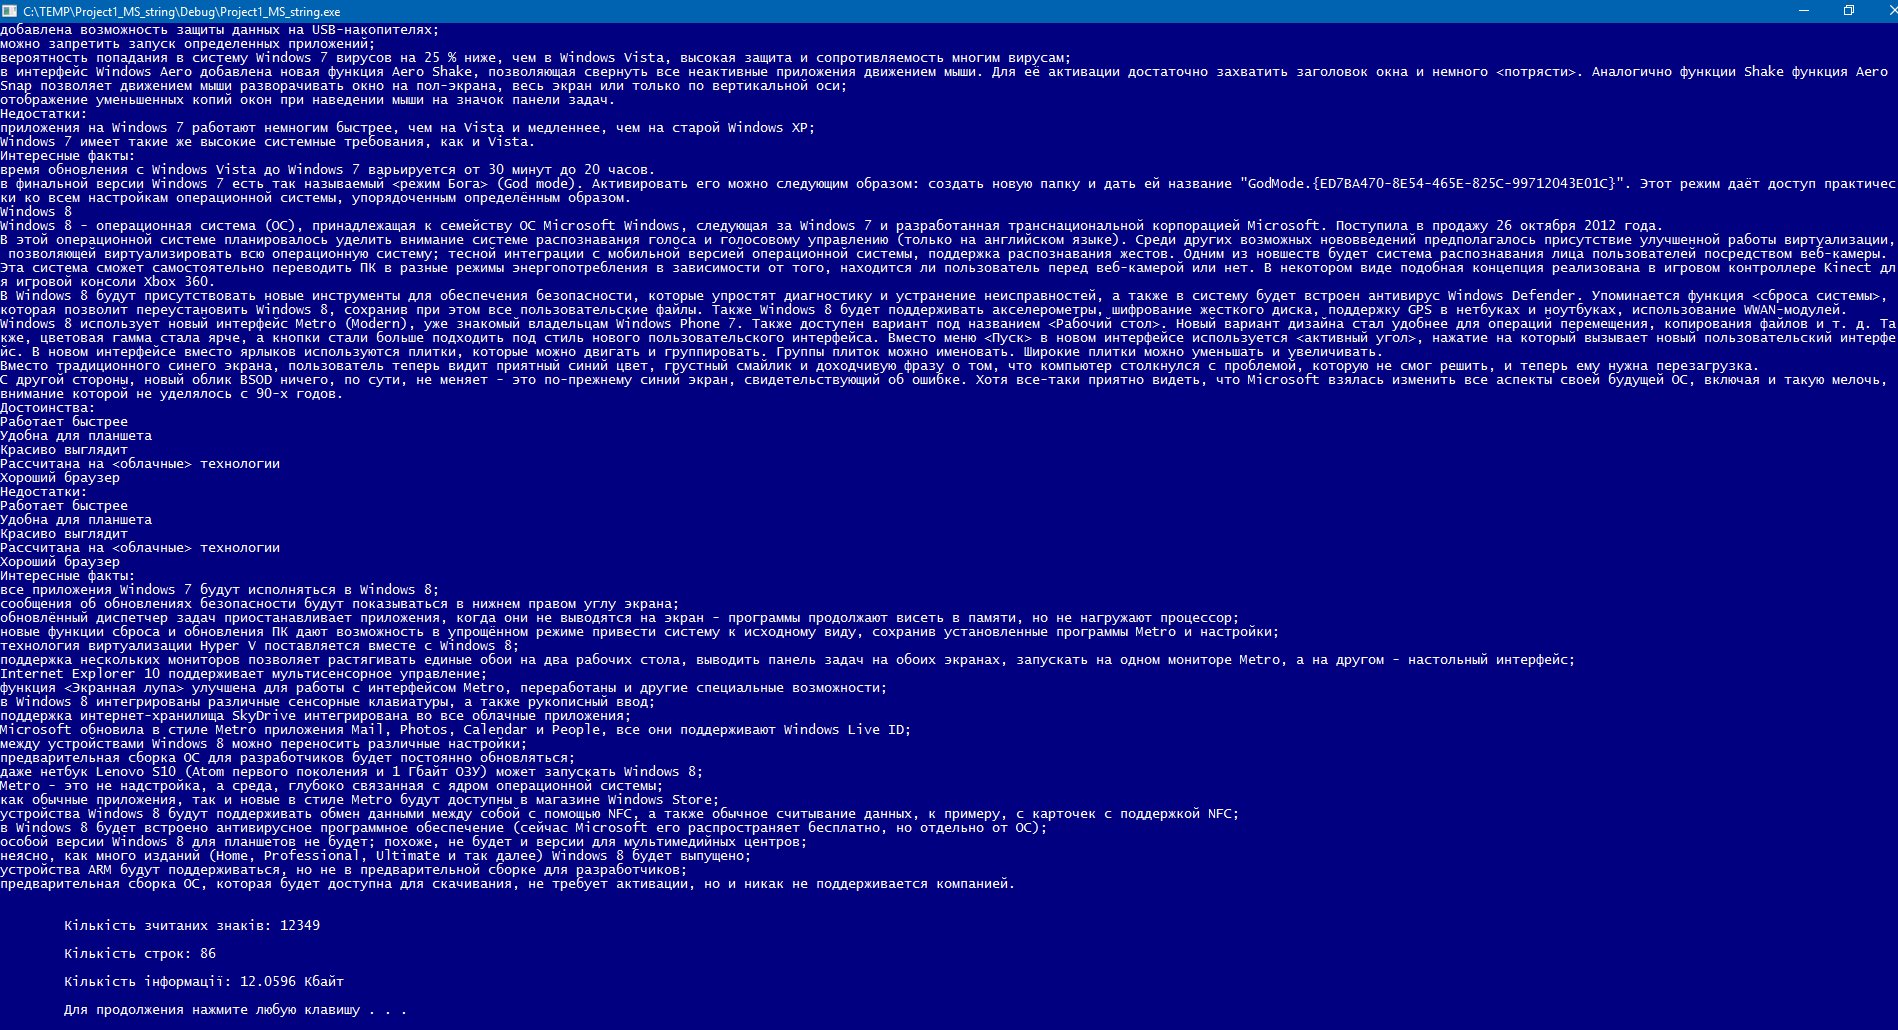 C:\TEMP\Project1_MS_string\Debug\Project1_MS_string.exe
добавлена возможность защиты данных на USB-накопителях;
можно запретить запуск определенных приложений;
вероятность попадания в систему Windows 7 вирусов на 25 % ниже, чем в Windows Vista, высокая защита и сопротивляемость многим вирусам;
в интерфейс Windows Aero добавлена новая функция Aero Shake, позволяющая свернуть все неактивные приложения движением мыши. Для её активации достаточно захватить заголовок окна и немного <потрясти>. Аналогично функции Shake функция Aero
Snap позволяет движением мыши разворачивать окно на пол-экрана, весь экран или только по вертикальной оси;
отображение уменьшенных копий окон при наведении мыши на значок панели задач.
Недостатки:
приложения на Windows 7 работают немногим быстрее, чем на Vista и медленнее, чем на старой Windows XP;
Windows 7 имеет такие же высокие системные требования, как и Vista.
Интересные факты:
время обновления с Windows Vista до Windows 7 варьируется от 30 минут до 20 часов.
в финальной версии Windows 7 есть так называемый <режим Бога> (God mode). Активировать его можно следующим образом: создать новую папку и дать ей название "GodMode.{ED7BA470-8E54-465E-825C-99712043E01C}". Этот режим даёт доступ практичес
ки ко всем настройкам операционной системы, упорядоченным определённым образом.
Windows 8
Windows 8 - операционная система (ОС), принадлежащая к семейству ОС Microsoft Windows, следующая за Windows 7 и разработанная транснациональной корпорацией Microsoft. Поступила в продажу 26 октября 2012 года.
В этой операционной системе планировалось уделить внимание системе распознавания голоса и голосовому управлению (только на английском языке). Среди других возможных нововведений предполагалось присутствие улучшенной работы виртуализации,
позволяющей виртуализировать всю операционную систему; тесной интеграции с мобильной версией операционной системы, поддержка распознавания жестов. Одним из новшеств будет система распознавания лица пользователей посредством веб-камеры.
Эта система сможет самостоятельно переводить ПК в разные режимы энергопотребления в зависимости от того, находится ли пользователь перед веб-камерой или нет. В некотором виде подобная концепция реализована в игровом контроллере Kinect дл
я игровой консоли Xbox 360.
В Windows 8 будут присутствовать новые инструменты для обеспечения безопасности, которые упростят диагностику и устранение неисправностей, а также в систему будет встроен антивирус Windows Defender. Упоминается функция <сброса системы>,
которая позволит переустановить Windows 8, сохранив при этом все пользовательские файлы. Также Windows 8 будет поддерживать акселерометры, шифрование жесткого диска, поддержку GPS в нетбуках и ноутбуках, использование WWAN-модулей.
Windows 8 использует новый интерфейс Metro (Modern), уже знакомый владельцам Windows Phone 7. Также доступен вариант под названием <Рабочий стол>. Новый вариант дизайна стал удобнее для операций перемещения, копирования файлов и т. д. Та
кже, цветовая гамма стала ярче, а кнопки стали больше подходить под стиль нового пользовательского интерфейса. Вместо меню <Пуск> в новом интерфейсе используется <активный угол>, нажатие на который вызывает новый пользовательский интерфе
йс. В новом интерфейсе вместо ярлыков используются плитки, которые можно двигать и группировать. Группы плиток можно именовать. Широкие плитки можно уменьшать и увеличивать.
Вместо традиционного синего экрана, пользователь теперь видит приятный синий цвет, грустный смайлик и доходчивую фразу о том, что компьютер столкнулся с проблемой, которую не смог решить, и теперь ему нужна перезагрузка.
С другой стороны, новый облик BSOD ничего, по сути, не меняет - это по-прежнему синий экран, свидетельствующий об ошибке. Хотя все-таки приятно видеть, что Microsoft взялась изменить все аспекты своей будущей ОС, включая и такую мелочь,
внимание которой не уделялось с 90-х годов.
Достоинства:
Работает быстрее
Удобна для планшета
Красиво выглядит
Рассчитана на <облачные> технологии
Хороший браузер
Недостатки:
Работает быстрее
Удобна для планшета
Красиво выглядит
Рассчитана на <облачные> технологии
Хороший браузер
Интересные факты:
все приложения Windows 7 будут исполняться в Windows 8;
сообщения об обновлениях безопасности будут показываться в нижнем правом углу экрана;
обновлённый диспетчер задач приостанавливает приложения, когда они не выводятся на экран - программы продолжают висеть в памяти, но не нагружают процессор;
новые функции сброса и обновления ПК дают возможность в упрощённом режиме привести систему к исходному виду, сохранив установленные программы Metro и настройки;
технология виртуализации Hyper V поставляется вместе с Windows 8;
поддержка нескольких мониторов позволяет растягивать единые обои на два рабочих стола, выводить панель задач на обоих экранах, запускать на одном мониторе Metro, а на другом - настольный интерфейс;
Internet Explorer 10 поддерживает мультисенсорное управление;
функция <Экранная лупа> улучшена для работы с интерфейсом Metro, переработаны и другие специальные возможности;
в Windows 8 интегрированы различные сенсорные клавиатуры, а также рукописный ввод;
поддержка интернет-хранилища SkyDrive интегрирована во все облачные приложения;
Microsoft обновила в стиле Metro приложения Mail, Photos, Calendar и People, все они поддерживают Windows Live ID;
между устройствами Windows 8 можно переносить различные настройки;
предварительная сборка ОС для разработчиков будет постоянно обновляться;
даже нетбук Lenovo S10 (Atom первого поколения и 1 Гбайт ОЗУ) может запускать Windows 8;
Metro - это не надстройка, а среда, глубоко связанная с ядром операционной системы;
как обычные приложения, так и новые в стиле Metro будут доступны в магазине Windows Store;
устройства Windows 8 будут поддерживать обмен данными между собой с помощью NFC, а также обычное считывание данных, к примеру, с карточек с поддержкой NFC;
в Windows 8 будет встроено антивирусное программное обеспечение (сейчас Microsoft его распространяет бесплатно, но отдельно от ОС);
особой версии Windows 8 для планшетов не будет; похоже, не будет и версии для мультимедийных центров;
неясно, как много изданий (Home, Professional, Ultimate и так далее) Windows 8 будет выпущено;
устройства ARM будут поддерживаться, но не в предварительной сборке для разработчиков;
предварительная сборка ОС, которая будет доступна для скачивания, не требует активации, но и никак не поддерживается компанией.
Кількість зчитаних знаків: 12349
Кількість строк: 86
Кількість інформації: 12.0596 Кбайт
Для продолжения нажмите любую клавишу . . .